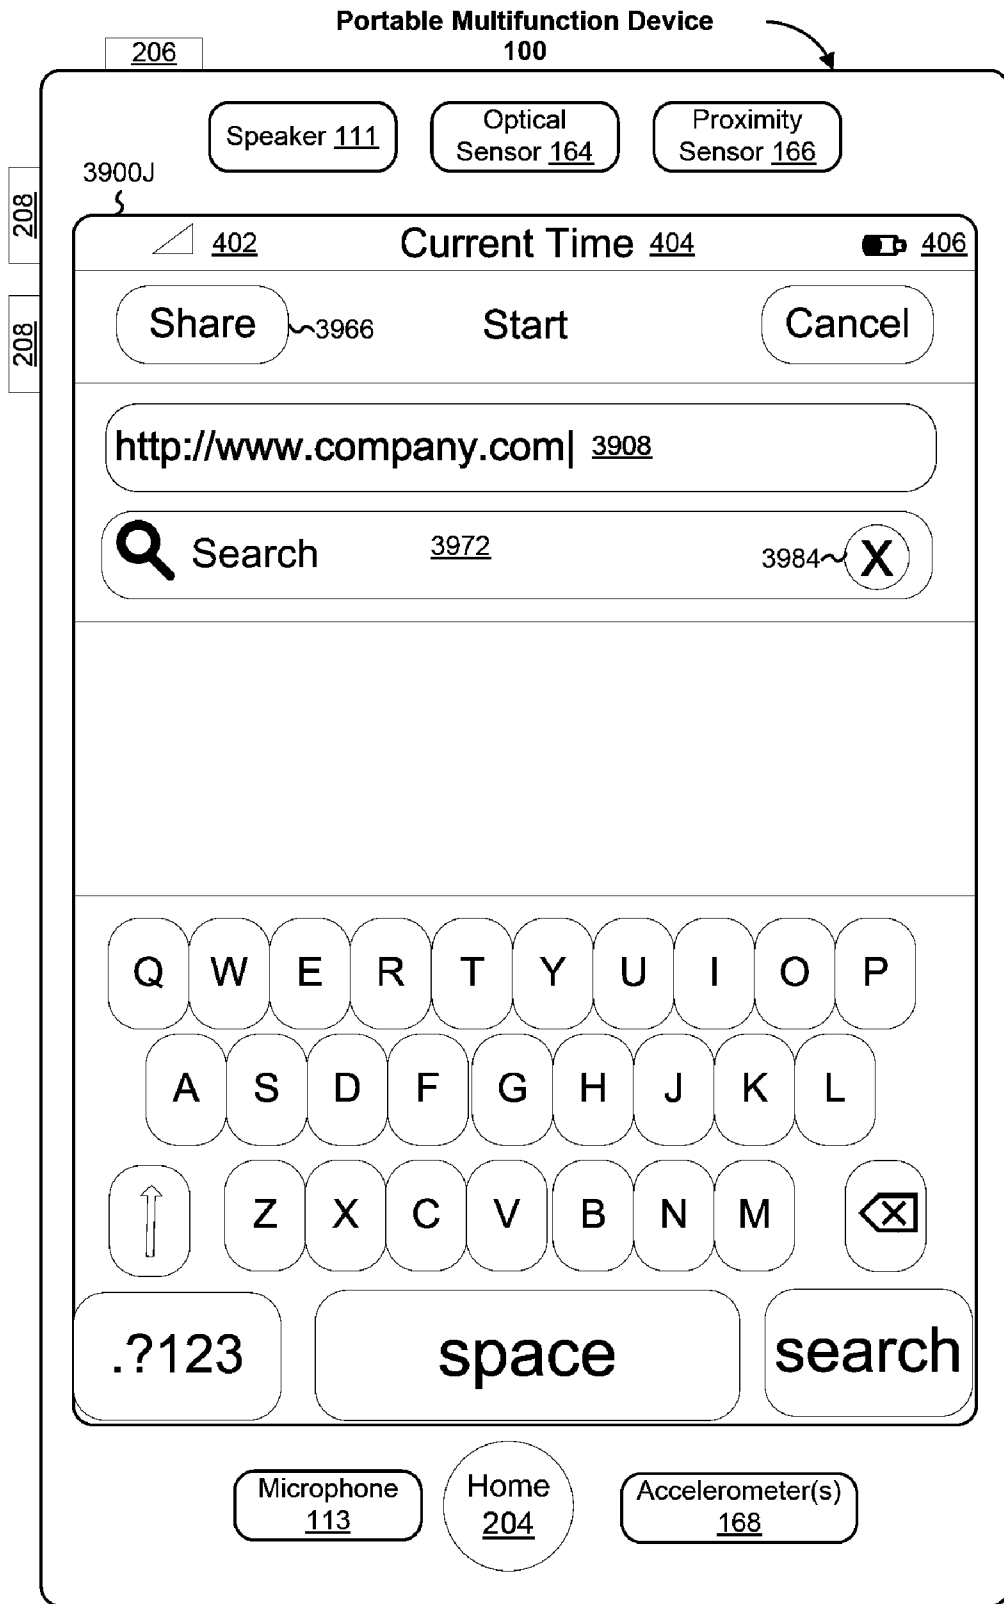 Portable Multifunction Device
100
206
Speaker 111
Optical
Sensor 164
Proximity
Sensor 166
3900J
208
208
402
Current Time 404
406
Share
3966
Start
Cancel
http://www.company.com| 3908
Search
3972
3984
X
Q W E R T Y U I O P
A S D F G H J K L
Z X C V B N M
.?123
space
search
Microphone
113
Home
204
Accelerometer(s)
168